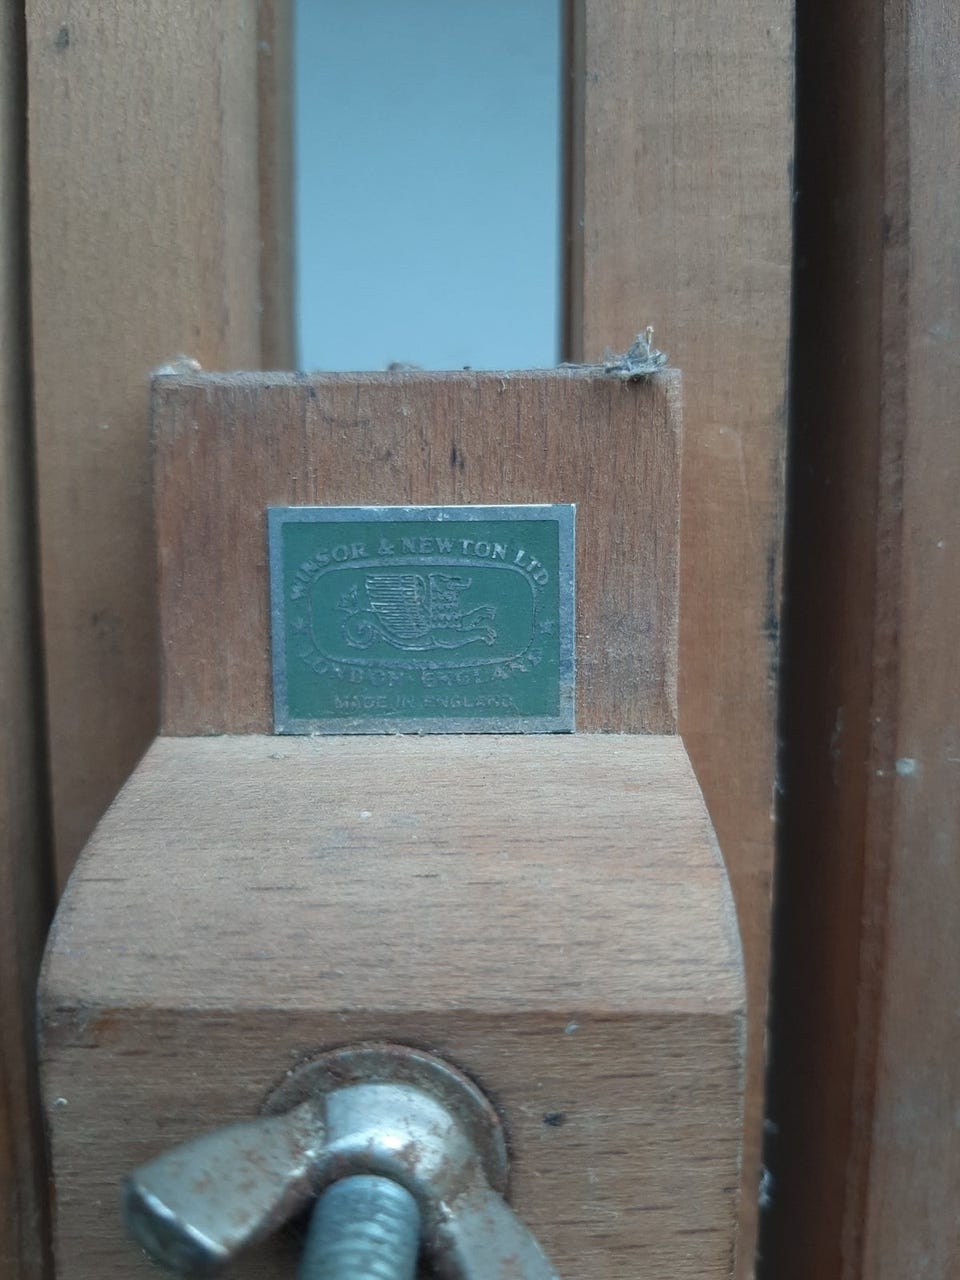 WINSOR & NEWTON LTD
LONDON · ENGLAND
MADE IN ENGLAND